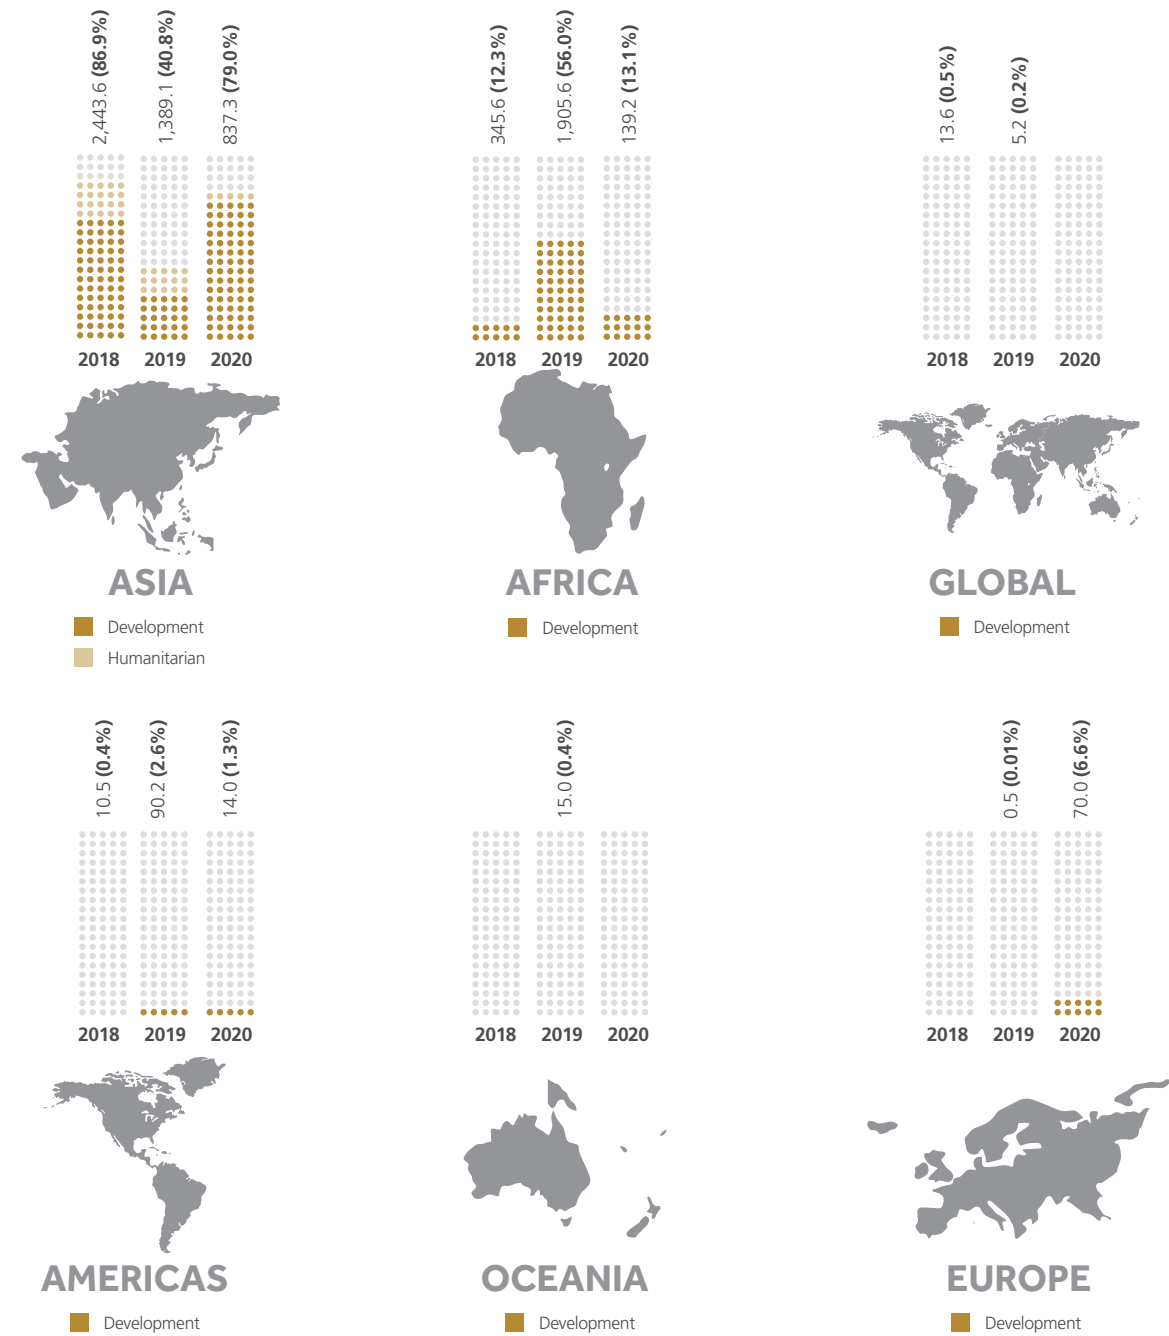 2,443.6 (86.9%)
1,389.1 (40.8%)
837.3 (79.0%)
2018 2019 2020
ASIA
Development
Humanitarian
345.6 (12.3%)
1,905.6 (56.0%)
139.2 (13.1%)
2018 2019 2020
AFRICA
Development
13.6 (0.5%)
5.2 (0.2%)
2018 2019 2020
GLOBAL
Development
10.5 (0.4%)
90.2 (2.6%)
14.0 (1.3%)
2018 2019 2020
AMERICAS
Development
15.0 (0.4%)
2018 2019 2020
OCEANIA
Development
0.5 (0.01%)
70.0 (6.6%)
2018 2019 2020
EUROPE
Development